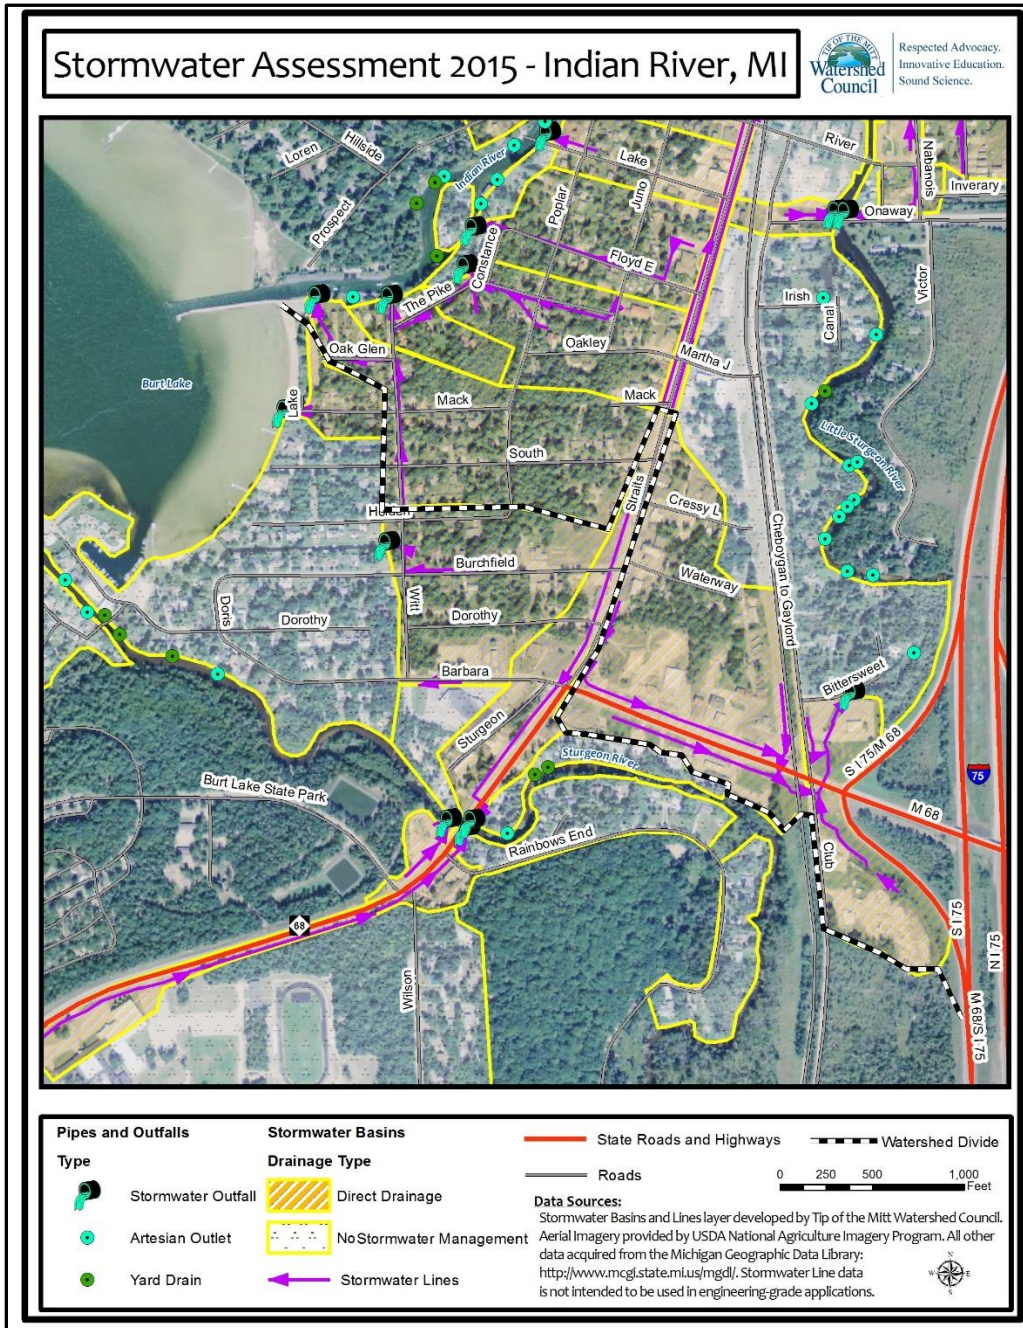 Stormwater Assessment 2015 - Indian River, MI
TIP OF THE MITT
Watershed
Council
Respected Advocacy.
Innovative Education.
Sound Science.
Hillside
Loren
Indian River
Lake
River
Nabanois
Inverary
Poplar
Juno
Prospect
Onaway
Constance
Floyd E
Victor
The Pike
Irish
Canal
Oak Glen
Oakley
Martha J
Burt Lake
Lake
Mack
Mack
South
Little Sturgeon River
Straits
Cressy L
Cheboygan to Gaylord
Burchfield
Waterway
Witt
Doris
Dorothy
Dorothy
Barbara
Bittersweet
Sturgeon
Sturgeon River
S I 75/M 68
75
Burt Lake State Park
M 68
Rainbows End
Club
68
S I 75
N I 75
Wilson
M 68/S I 75
Pipes and Outfalls
Type
Stormwater Outfall
Artesian Outlet
Yard Drain
Stormwater Basins
Drainage Type
Direct Drainage
No Stormwater Management
Stormwater Lines
State Roads and Highways
Watershed Divide
Roads
0 250 500 1,000
Feet
Data Sources:
Stormwater Basins and Lines layer developed by Tip of the Mitt Watershed Council.
Aerial Imagery provided by USDA National Agriculture Imagery Program. All other
data acquired from the Michigan Geographic Data Library:
http://www.mcgi.state.mi.us/mgdl/. Stormwater Line data
is not intended to be used in engineering-grade applications.
N
W E
S